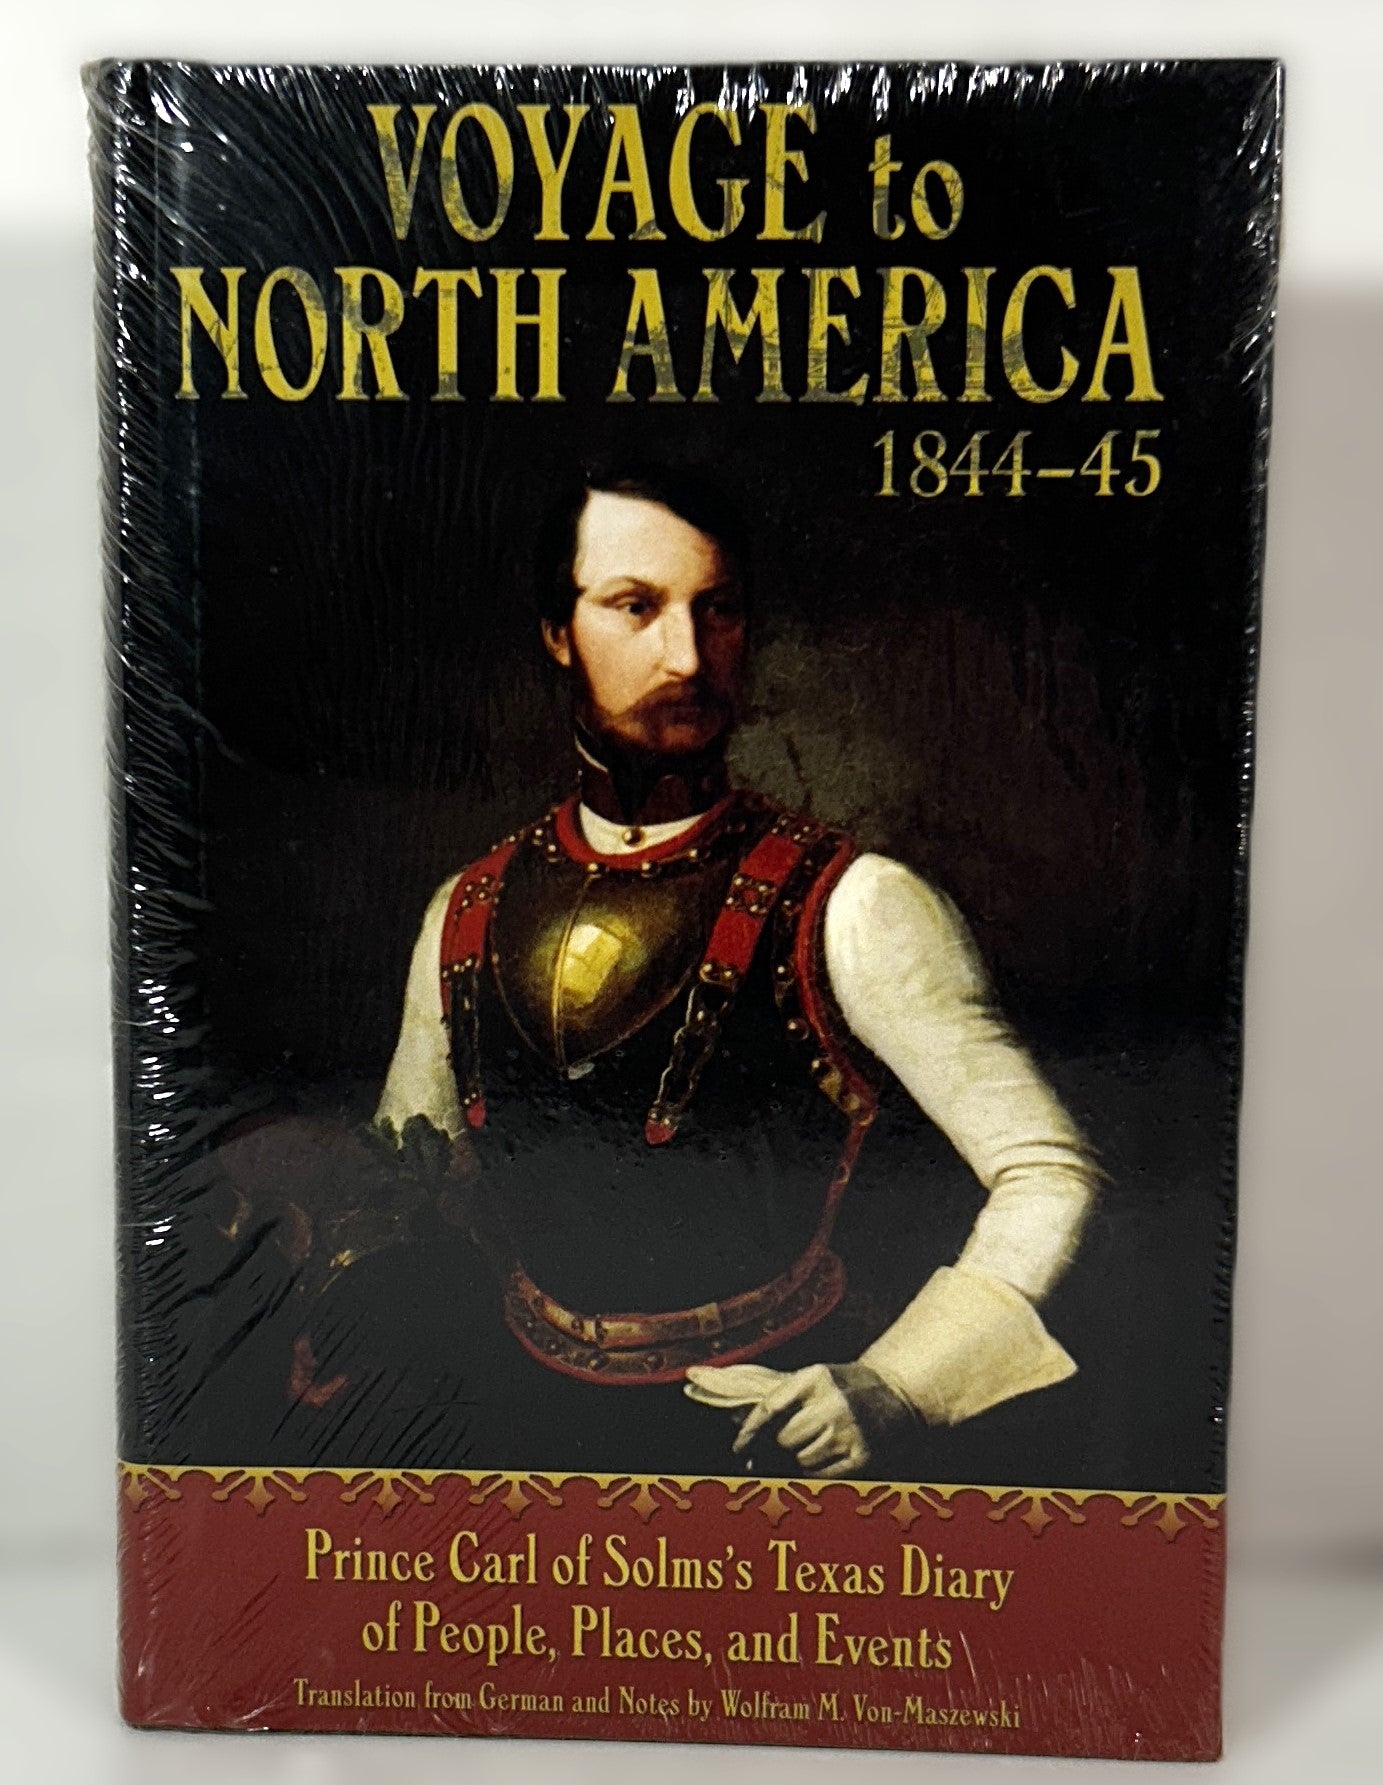 VOYAGE to
NORTH AMERICA
1844–45
Prince Carl of Solms's Texas Diary
of People, Places, and Events
Translation from German and Notes by Wolfram M. Von-Maszewski